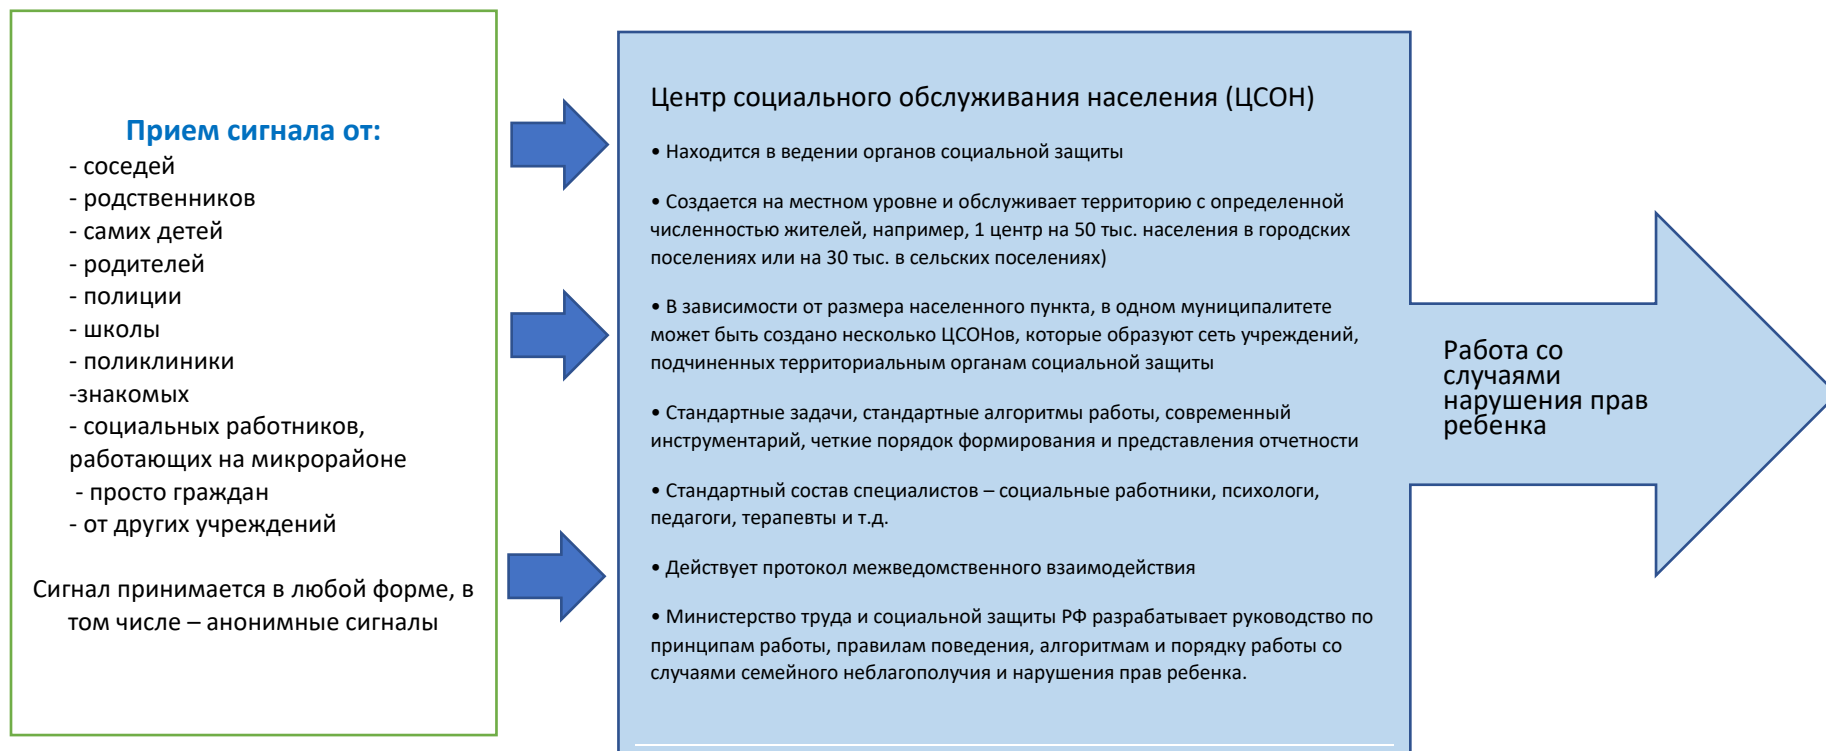 Прием сигнала от:
- соседей
- родственников
- самих детей
- родителей
- полиции
- школы
- поликлиники
-знакомых
- социальных работников,
работающих на микрорайоне
- просто граждан
- от других учреждений
Сигнал принимается в любой форме, в
том числе – анонимные сигналы
Центр социального обслуживания населения (ЦСОН)
• Находится в ведении органов социальной защиты
• Создается на местном уровне и обслуживает территорию с определенной
численностью жителей, например, 1 центр на 50 тыс. населения в городских
поселениях или на 30 тыс. в сельских поселениях)
• В зависимости от размера населенного пункта, в одном муниципалитете
может быть создано несколько ЦСОНов, которые образуют сеть учреждений,
подчиненных территориальным органам социальной защиты
• Стандартные задачи, стандартные алгоритмы работы, современный
инструментарий, четкие порядок формирования и представления отчетности
• Стандартный состав специалистов – социальные работники, психологи,
педагоги, терапевты и т.д.
• Действует протокол межведомственного взаимодействия
• Министерство труда и социальной защиты РФ разрабатывает руководство по
принципам работы, правилам поведения, алгоритмам и порядку работы со
случаями семейного неблагополучия и нарушения прав ребенка.
Работа со
случаями
нарушения прав
ребенка